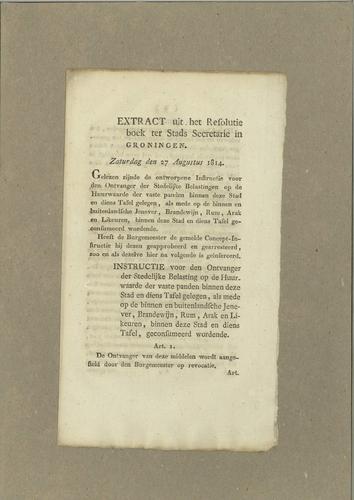 EXTRACT uit het Resolutie
boek ter Stads Secretarie in
GRONINGEN.
Zaturdag den 27 Augustus 1814.
Gelezen zijnde de ontworpene Instructie voor
den Ontvanger der Stedelijke Belastingen op de
Huurwaarde der vaste panden binnen deze Stad
en diens Tafel gelegen, als mede op de binnen en
buitenlandsche Jenever, Brandewijn, Rum, Arak
en Likeuren, binnen deze Stad en diens Tafel ge-
consumeerd wordende.
Heeft de Burgemeester de gemelde Concept-In-
structie bij dezen geapprobeerd en gearresteerd,
zoo en als dezelve hier na volgende is geïnsereerd.
INSTRUCTIE voor den Ontvanger
der Stedelijke Belasting op de Huur-
waarde der vaste panden binnen deze
Stad en diens Tafel gelegen, als mede
op de binnen en buitenlandsche Jene-
ver, Brandewijn, Rum, Arak en Li-
keuren, binnen deze Stad en diens
Tafel, geconsumeerd wordende.
Art. 1.
De Ontvanger van deze middelen wordt aange-
steld door den Burgemeester op revocatie.
Art.